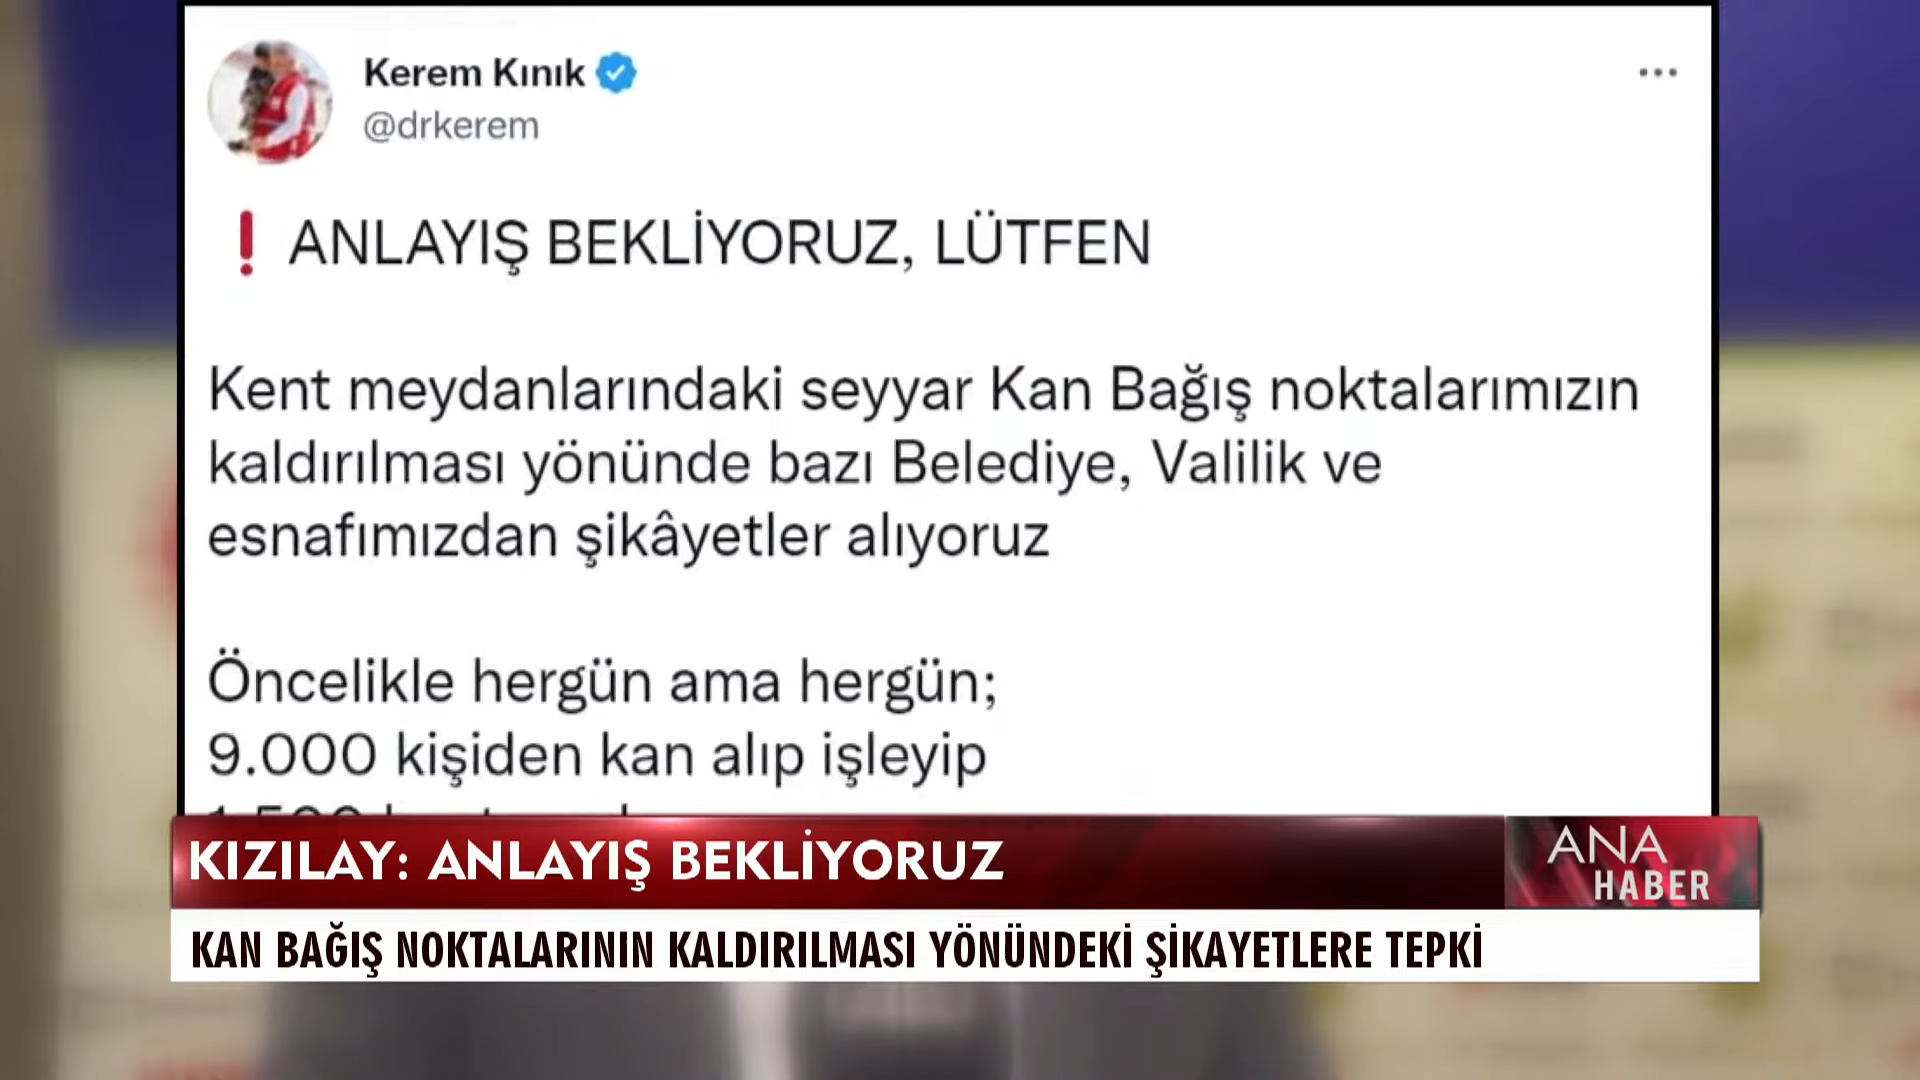 Kerem Kınık
@drkerem
❗ ANLAYIŞ BEKLİYORUZ, LÜTFEN
Kent meydanlarındaki seyyar Kan Bağış noktalarımızın
kaldırılması yönünde bazı Belediye, Valilik ve
esnafımızdan şikâyetler alıyoruz
Öncelikle hergün ama hergün;
9.000 kişiden kan alıp işleyip
KIZILAY: ANLAYIŞ BEKLİYORUZ
ANA
HABER
KAN BAĞIŞ NOKTALARININ KALDIRILMASI YÖNÜNDEKİ ŞİKAYETLERE TEPKİ